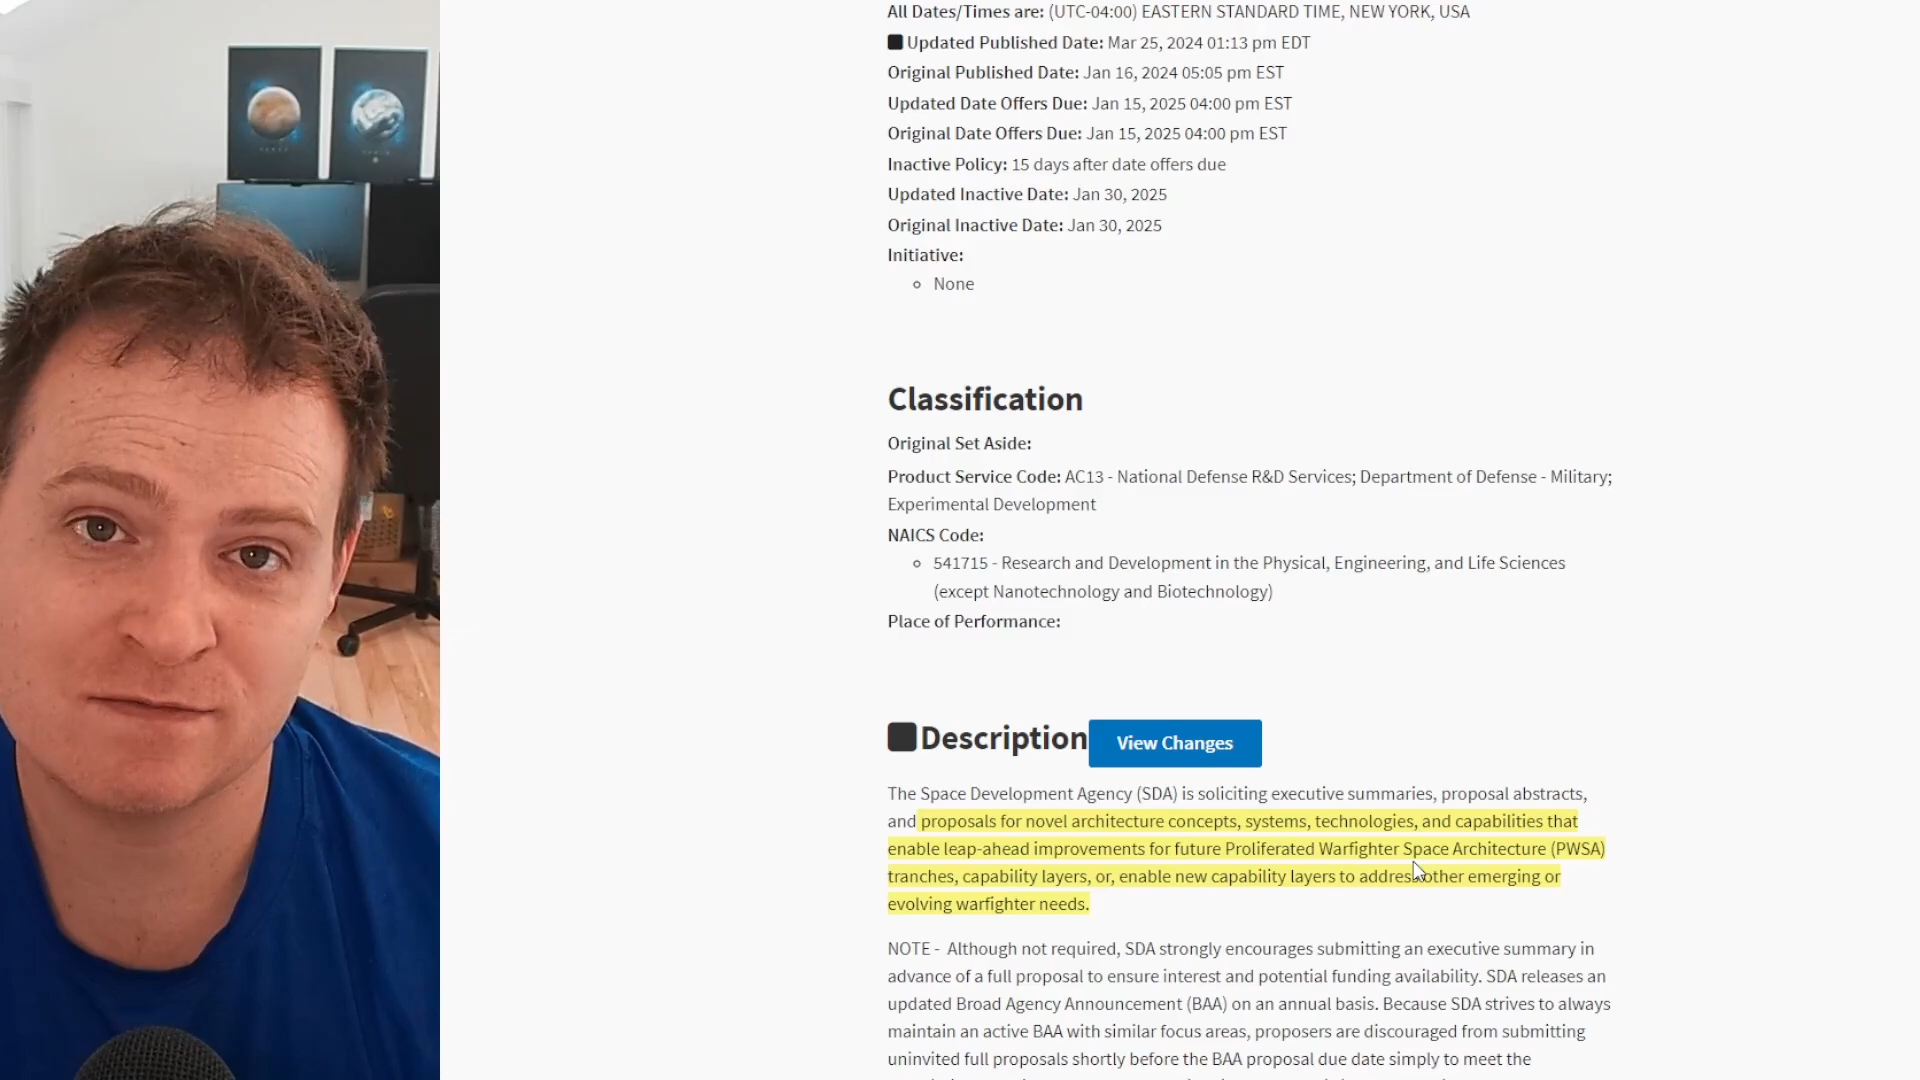 All Dates/Times are: (UTC-04:00) EASTERN STANDARD TIME, NEW YORK, USA
Updated Published Date: Mar 25, 2024 01:13 pm EDT
Original Published Date: Jan 16, 2024 05:05 pm EST
Updated Date Offers Due: Jan 15, 2025 04:00 pm EST
Original Date Offers Due: Jan 15, 2025 04:00 pm EST
Inactive Policy: 15 days after date offers due
Updated Inactive Date: Jan 30, 2025
Original Inactive Date: Jan 30, 2025
Initiative:
None
Classification
Original Set Aside:
Product Service Code: AC13 - National Defense R&D Services; Department of Defense - Military;
Experimental Development
NAICS Code:
541715 - Research and Development in the Physical, Engineering, and Life Sciences
(except Nanotechnology and Biotechnology)
Place of Performance:
Description View Changes
The Space Development Agency (SDA) is soliciting executive summaries, proposal abstracts,
and proposals for novel architecture concepts, systems, technologies, and capabilities that
enable leap-ahead improvements for future Proliferated Warfighter Space Architecture (PWSA)
tranches, capability layers, or, enable new capability layers to address other emerging or
evolving warfighter needs.
NOTE - Although not required, SDA strongly encourages submitting an executive summary in
advance of a full proposal to ensure interest and potential funding availability. SDA releases an
updated Broad Agency Announcement (BAA) on an annual basis. Because SDA strives to always
maintain an active BAA with similar focus areas, proposers are discouraged from submitting
uninvited full proposals shortly before the BAA proposal due date simply to meet the